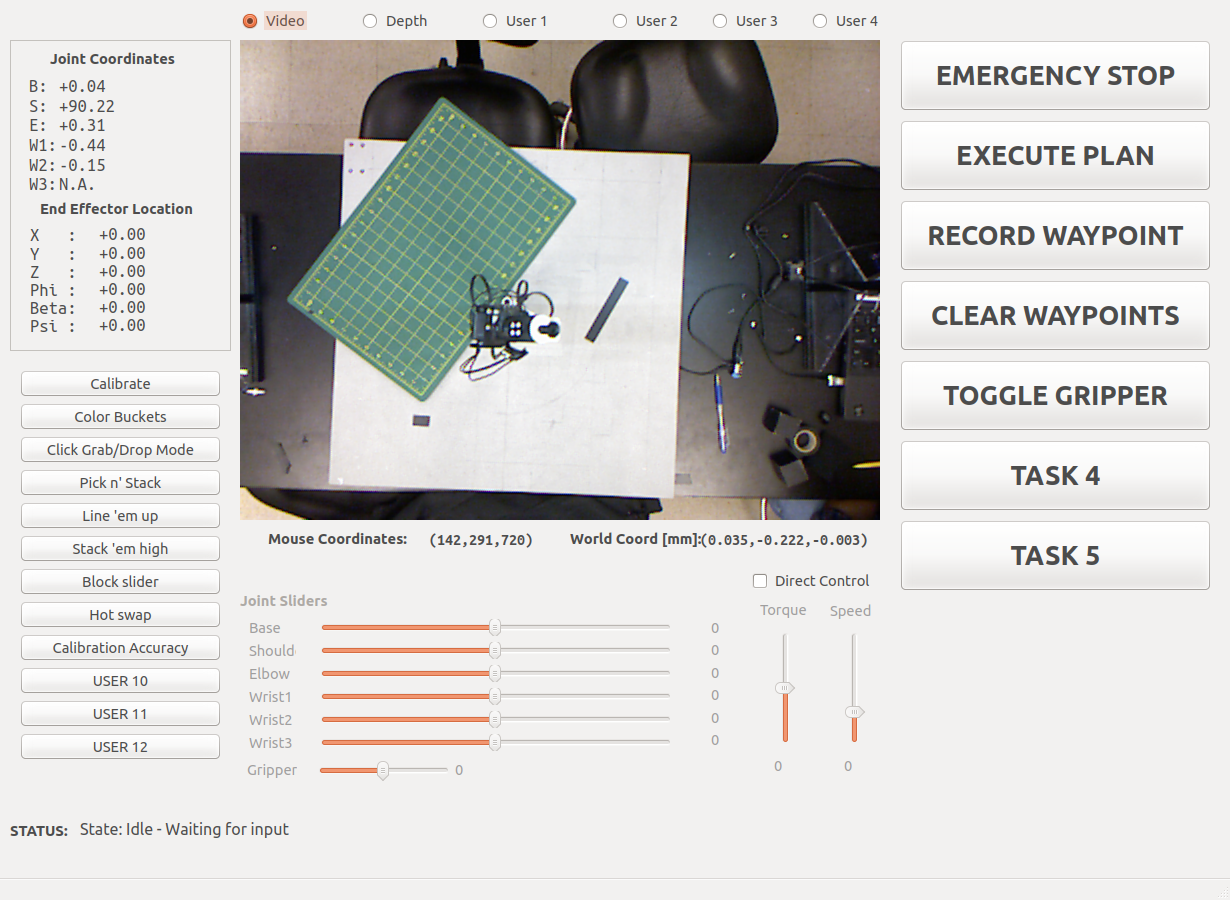 Video Depth User 1 User 2 User 3 User 4
Joint Coordinates
B: +0.04
S: +90.22
E: +0.31
W1:-0.44
W2:-0.15
W3:N.A.
End Effector Location
X : +0.00
Y : +0.00
Z : +0.00
Phi : +0.00
Beta: +0.00
Psi : +0.00
Calibrate
Color Buckets
Click Grab/Drop Mode
Pick n' Stack
Line 'em up
Stack 'em high
Block slider
Hot swap
Calibration Accuracy
USER 10
USER 11
USER 12
EMERGENCY STOP
EXECUTE PLAN
RECORD WAYPOINT
CLEAR WAYPOINTS
TOGGLE GRIPPER
TASK 4
TASK 5
Mouse Coordinates: (142,291,720) World Coord [mm]:(0.035,-0.222,-0.003)
Direct Control
Joint Sliders
Torque Speed
Base 0
Should 0
Elbow 0
Wrist1 0
Wrist2 0
Wrist3 0
Gripper 0
0 0
STATUS: State: Idle - Waiting for input